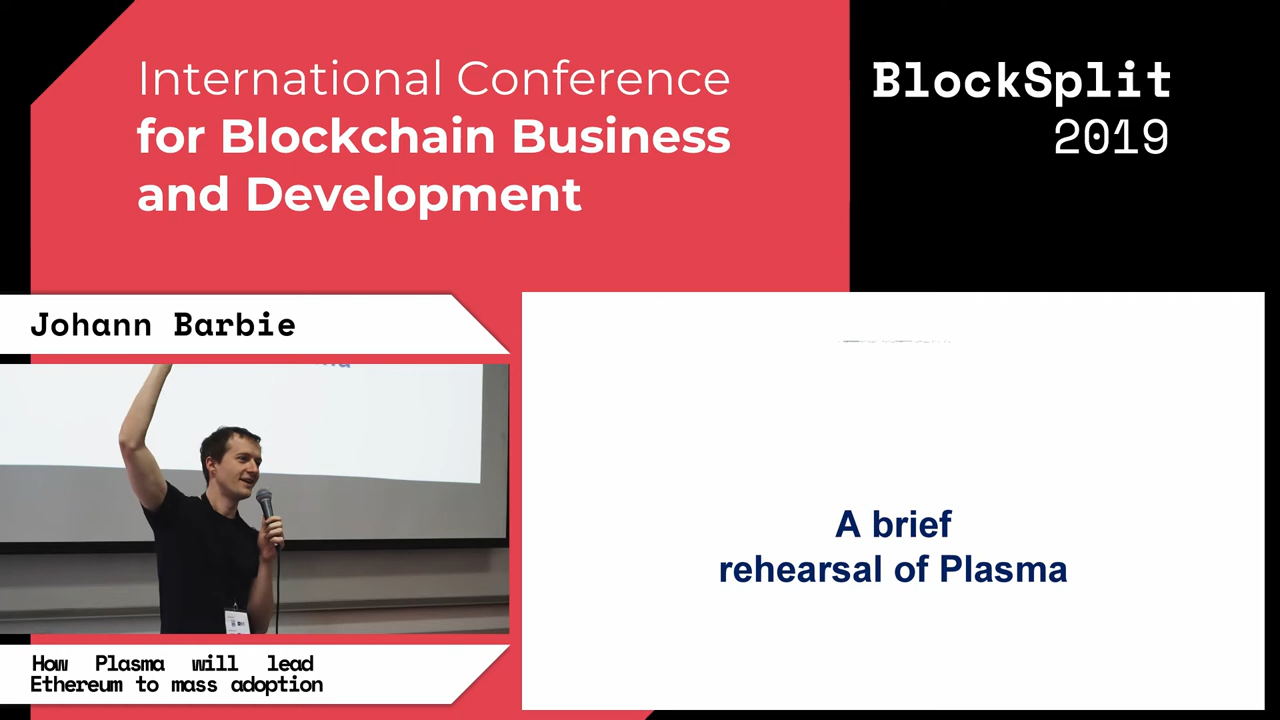 International Conference
for Blockchain Business
and Development
BlockSplit
2019
Johann Barbie
A brief
rehearsal of Plasma
How Plasma will lead
Ethereum to mass adoption